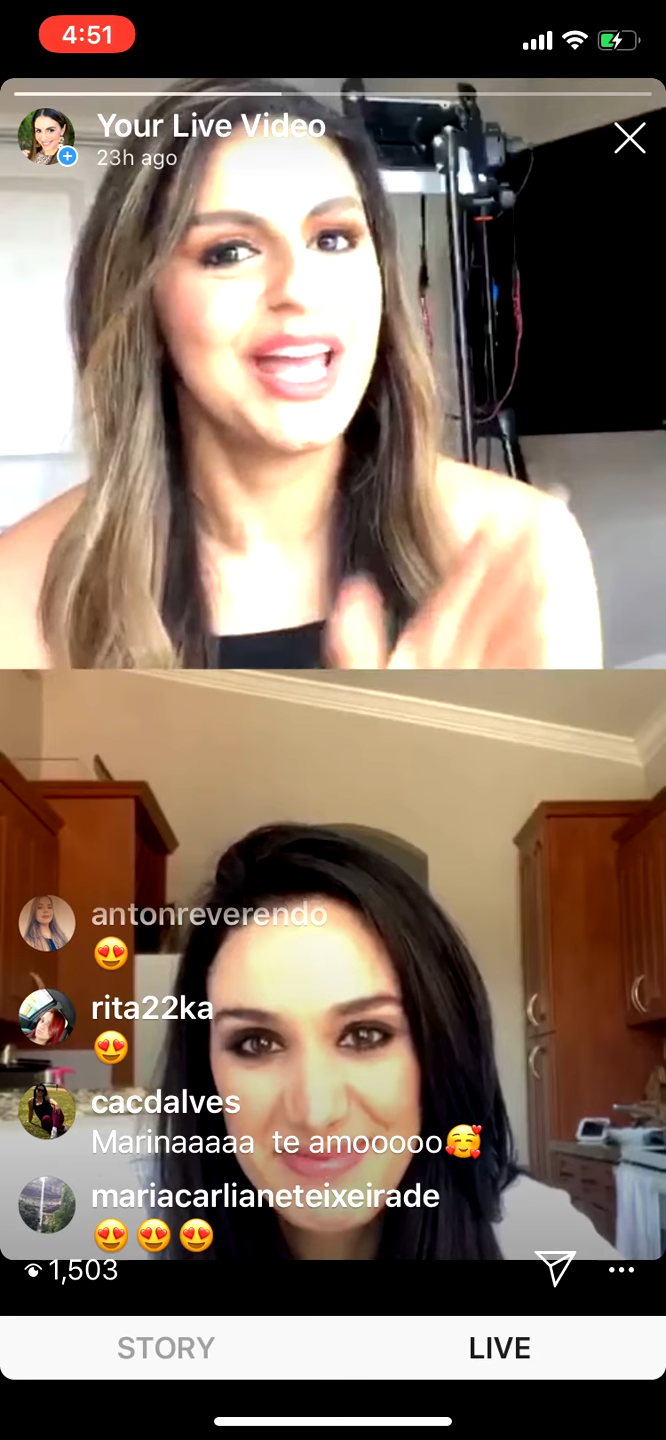 4:51
Your Live Video
23h ago
antonreverendo
😍
rita22ka
😍
cacdalves
Marinaaaaa te amooooo🥰
mariacarlianeteixeirade
😍😍😍
1,503
STORY
LIVE